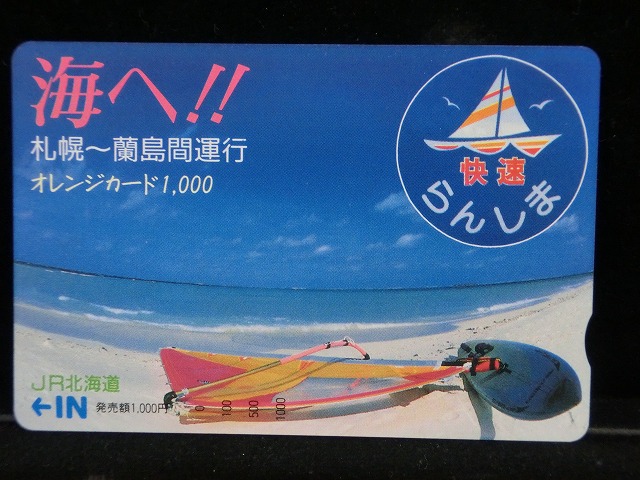 海へ!!
札幌～蘭島間運行
オレンジカード1,000
快速
らんしま
JR北海道
←IN 発売額1,000円
0 100 500 1000